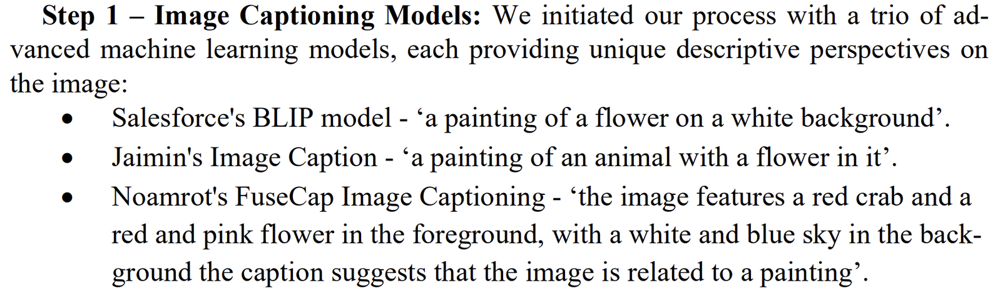 Step 1 – Image Captioning Models: We initiated our process with a trio of ad-
vanced machine learning models, each providing unique descriptive perspectives on
the image:
• Salesforce's BLIP model - ‘a painting of a flower on a white background’.
• Jaimin's Image Caption - ‘a painting of an animal with a flower in it’.
• Noamrot's FuseCap Image Captioning - ‘the image features a red crab and a
red and pink flower in the foreground, with a white and blue sky in the back-
ground the caption suggests that the image is related to a painting’.